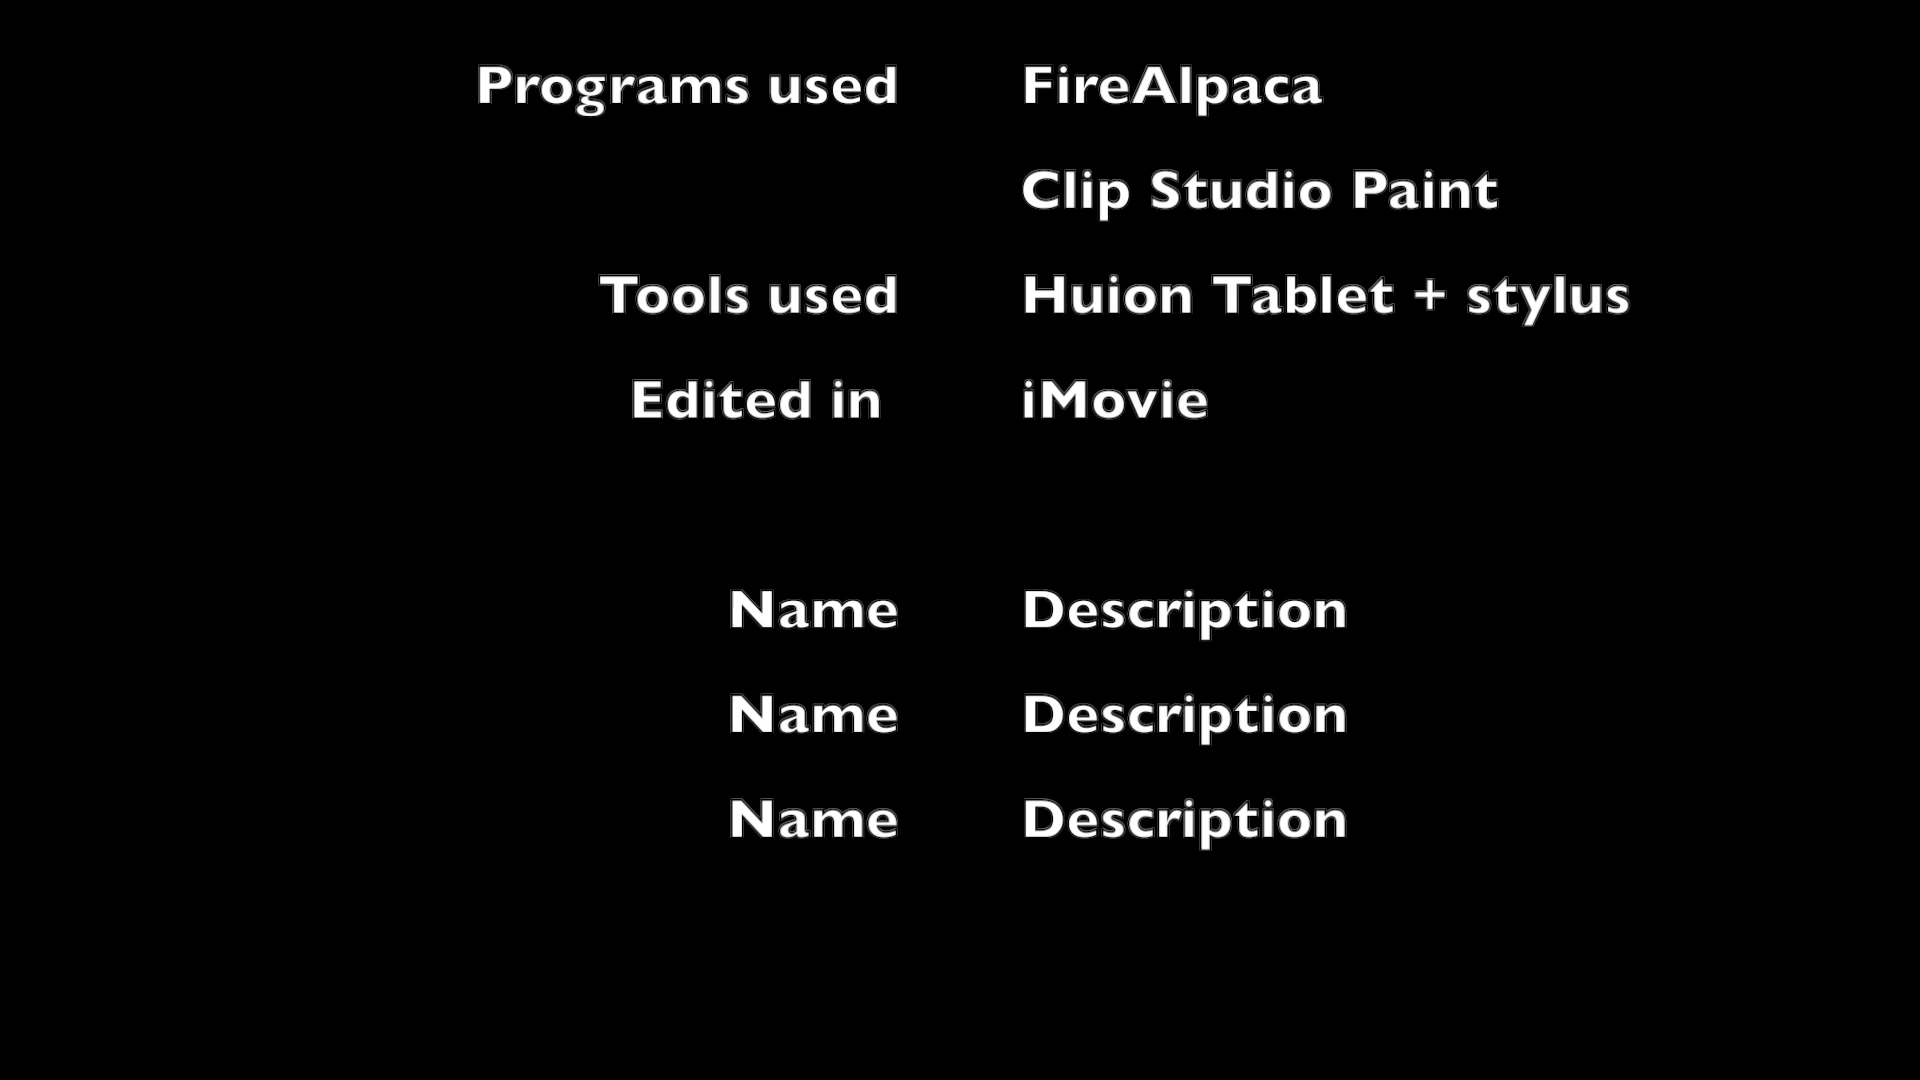 Programs used FireAlpaca
Clip Studio Paint
Tools used Huion Tablet + stylus
Edited in iMovie
Name Description
Name Description
Name Description